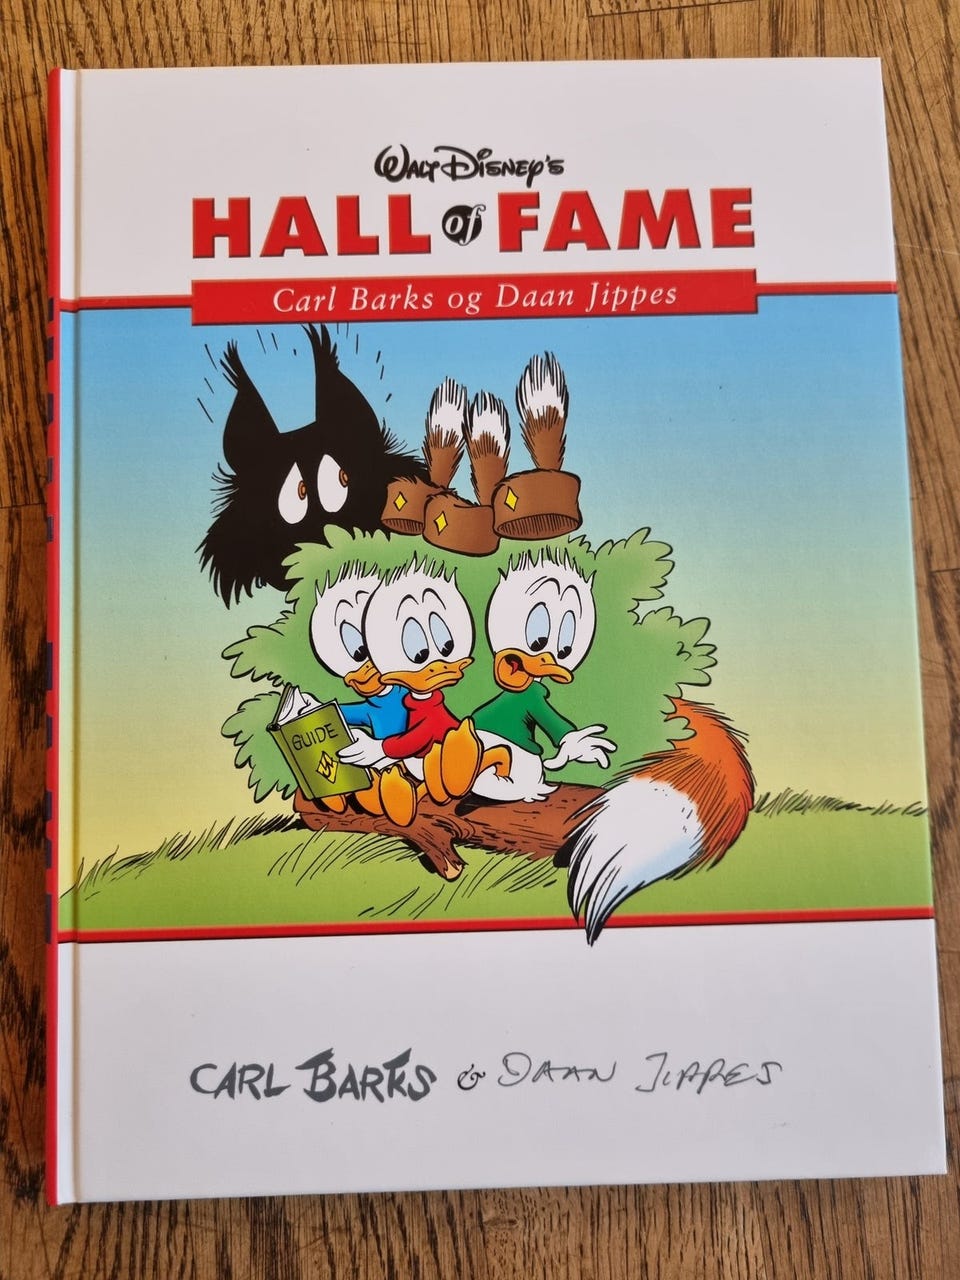 Walt Disney's
HALL of FAME
Carl Barks og Daan Jippes
GUIDE
CARL BARKS & DAAN JIPPES